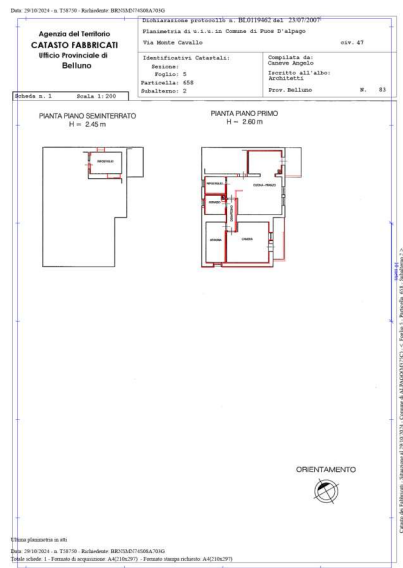 Data: 29/10/2024 - n. T38730 - Richiedente:
Agenzia del Territorio
CATASTO FABBRICATI
Ufficio Provinciale di
Belluno
Dichiarazione protocollo n. BL0119462 del 23/07/2007
Planimetria di u.i.u. in Comune di Puos D'alpago
Via Monte Cavallo
civ. 47
Identificativi Catastali:
Sezione:
Foglio: 5
Particella: 658
Subalterno: 2
Compilata da:
Caneve Angelo
Iscritto all'albo:
Architetti
Prov. Belluno
N. 83
Scheda n. 1
Scala 1:200
PIANTA PIANO SEMINTERRATO
H = 2.45 m
PIANTA PIANO PRIMO
H = 2.60 m
RIPOSTIGLIO
RIPOSTIGLIO
CUCINA - PRANZO
CAMERA
ORIENTAMENTO
Ultima planimetria in atti
Data: 29/10/2024 - n. T38730 - Richiedente:
Totale schede: 1 - Formato di acquisizione: A4(210x297) - Formato stampa richiesto: A4(210x297)